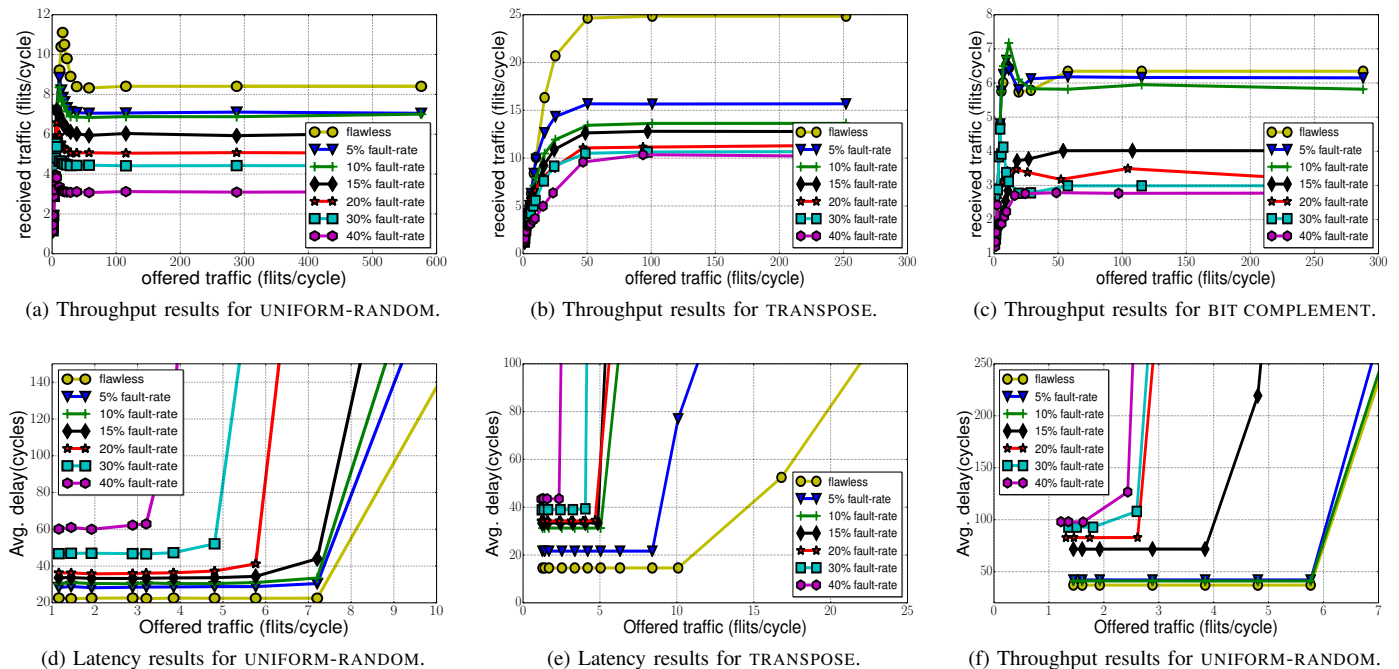 12
10
8
6
4
2
0
received traffic (flits/cycle)
0 100 200 300 400 500 600
offered traffic (flits/cycle)
flawless
5% fault-rate
10% fault-rate
15% fault-rate
20% fault-rate
30% fault-rate
40% fault-rate
(a) Throughput results for UNIFORM-RANDOM.
25
20
15
10
5
0
received traffic (flits/cycle)
0 50 100 150 200 250 300
offered traffic (flits/cycle)
flawless
5% fault-rate
10% fault-rate
15% fault-rate
20% fault-rate
30% fault-rate
40% fault-rate
(b) Throughput results for TRANSPOSE.
8
7
6
5
4
3
2
1
received traffic (flits/cycle)
0 50 100 150 200 250 300
offered traffic (flits/cycle)
flawless
5% fault-rate
10% fault-rate
15% fault-rate
20% fault-rate
30% fault-rate
40% fault-rate
(c) Throughput results for BIT COMPLEMENT.
140
120
100
80
60
40
20
Avg. delay(cycles)
1 2 3 4 5 6 7 8 9 10
Offered traffic (flits/cycle)
flawless
5% fault-rate
10% fault-rate
15% fault-rate
20% fault-rate
30% fault-rate
40% fault-rate
(d) Latency results for UNIFORM-RANDOM.
100
80
60
40
20
0
Avg. delay(cycles)
0 5 10 15 20 25
Offered traffic (flits/cycle)
flawless
5% fault-rate
10% fault-rate
15% fault-rate
20% fault-rate
30% fault-rate
40% fault-rate
(e) Latency results for TRANSPOSE.
250
200
150
100
50
Avg. delay(cycles)
0 1 2 3 4 5 6 7
Offered traffic (flits/cycle)
flawless
5% fault-rate
10% fault-rate
15% fault-rate
20% fault-rate
30% fault-rate
40% fault-rate
(f) Throughput results for UNIFORM-RANDOM.